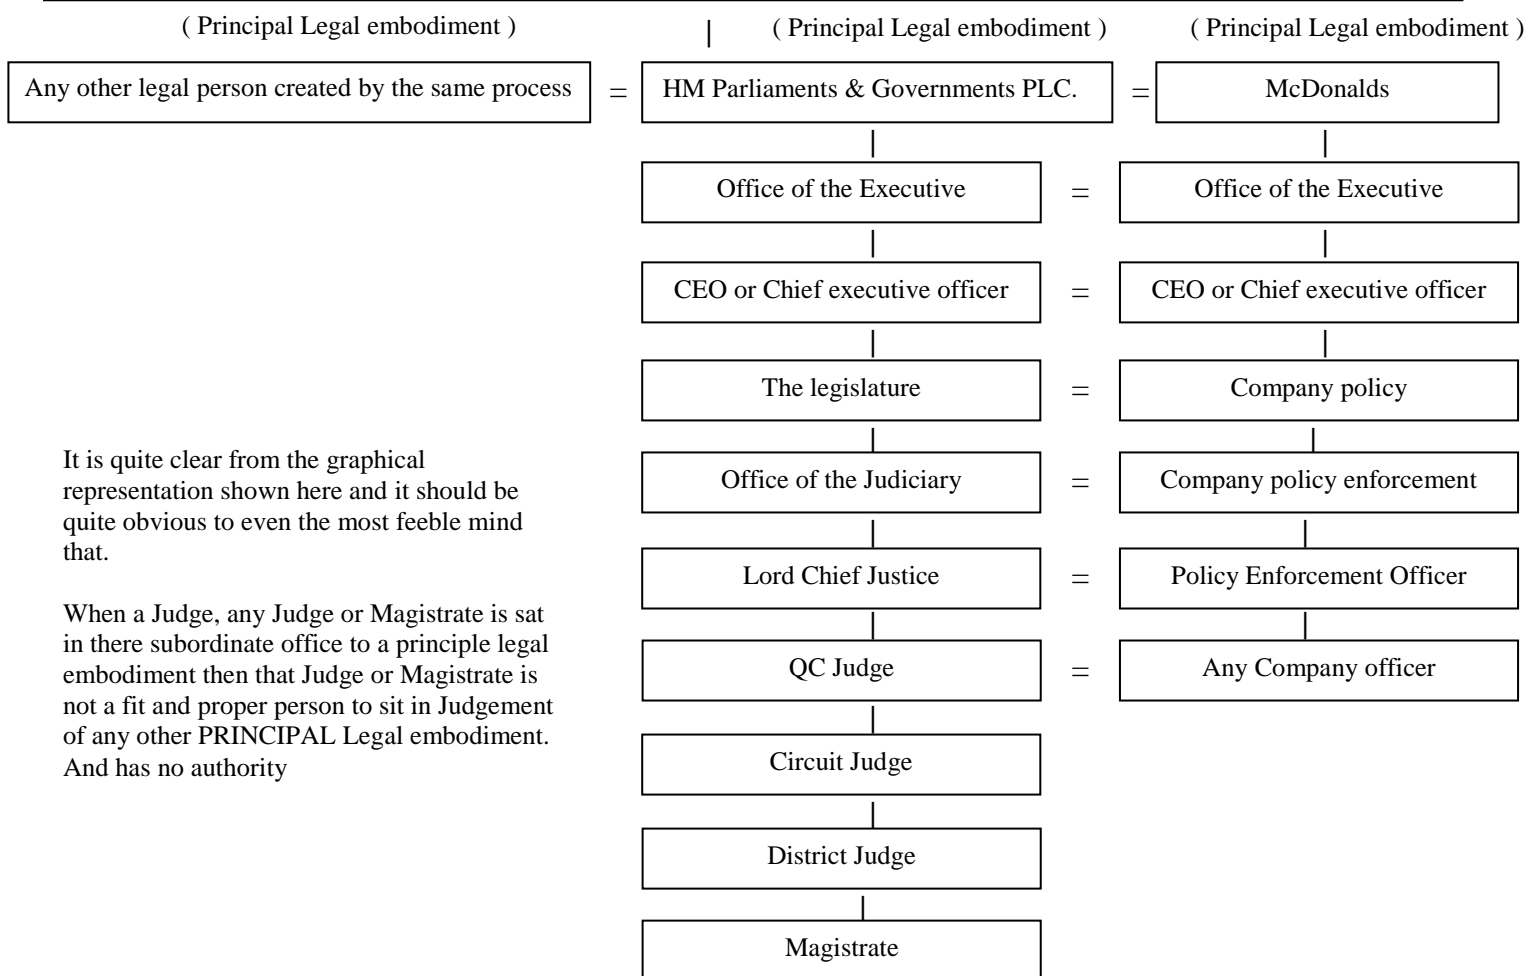 ( Principal Legal embodiment ) | ( Principal Legal embodiment ) ( Principal Legal embodiment )
Any other legal person created by the same process = HM Parliaments & Governments PLC. = McDonalds
Office of the Executive = Office of the Executive
CEO or Chief executive officer = CEO or Chief executive officer
The legislature = Company policy
Office of the Judiciary = Company policy enforcement
Lord Chief Justice = Policy Enforcement Officer
QC Judge = Any Company officer
Circuit Judge
District Judge
Magistrate
It is quite clear from the graphical
representation shown here and it should be
quite obvious to even the most feeble mind
that.
When a Judge, any Judge or Magistrate is sat
in there subordinate office to a principle legal
embodiment then that Judge or Magistrate is
not a fit and proper person to sit in Judgement
of any other PRINCIPAL Legal embodiment.
And has no authority